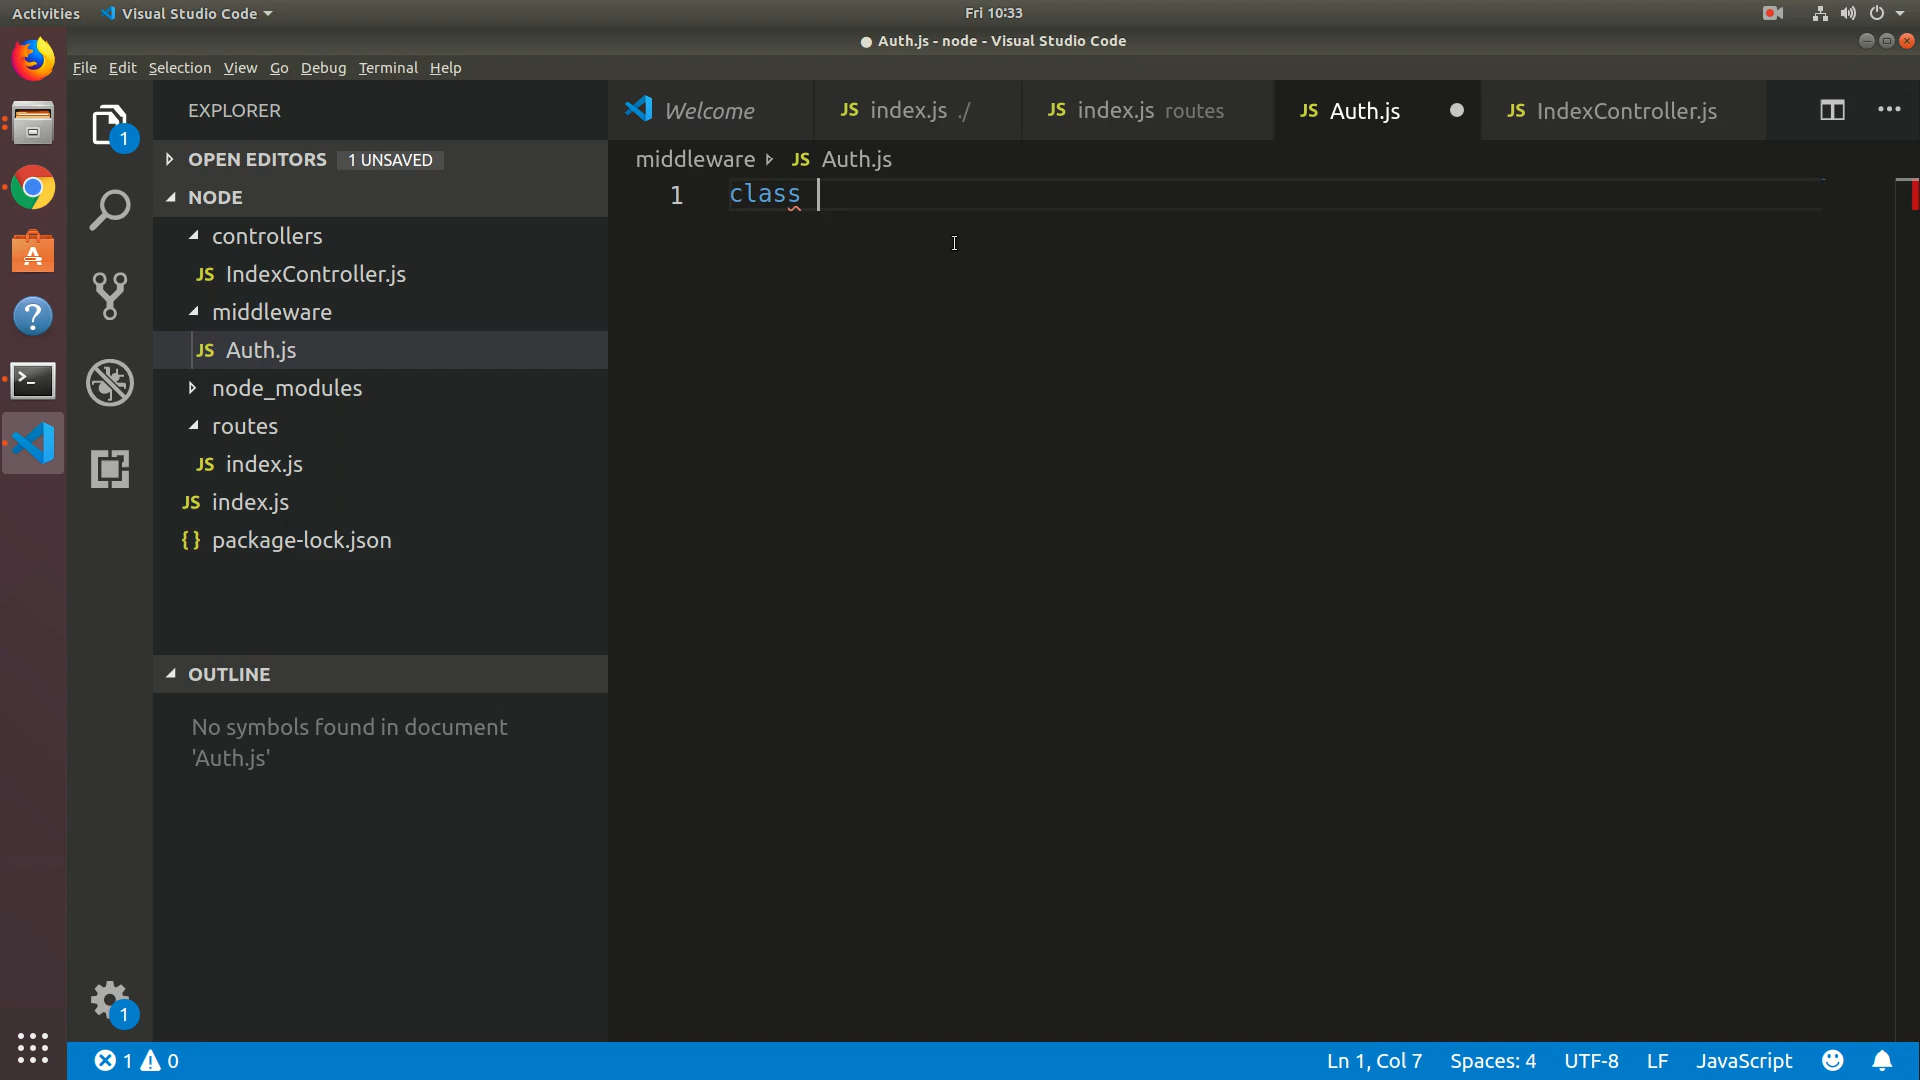 Activities Visual Studio Code Fri 10:33
● Auth.js - node - Visual Studio Code
File Edit Selection View Go Debug Terminal Help
EXPLORER
Welcome
JS index.js ./
JS index.js routes
JS Auth.js
JS IndexController.js
1
OPEN EDITORS 1 UNSAVED
middleware JS Auth.js
NODE
1 class
controllers
JS IndexController.js
middleware
JS Auth.js
node_modules
routes
JS index.js
JS index.js
{} package-lock.json
OUTLINE
No symbols found in document
'Auth.js'
1
1 0 Ln 1, Col 7 Spaces: 4 UTF-8 LF JavaScript